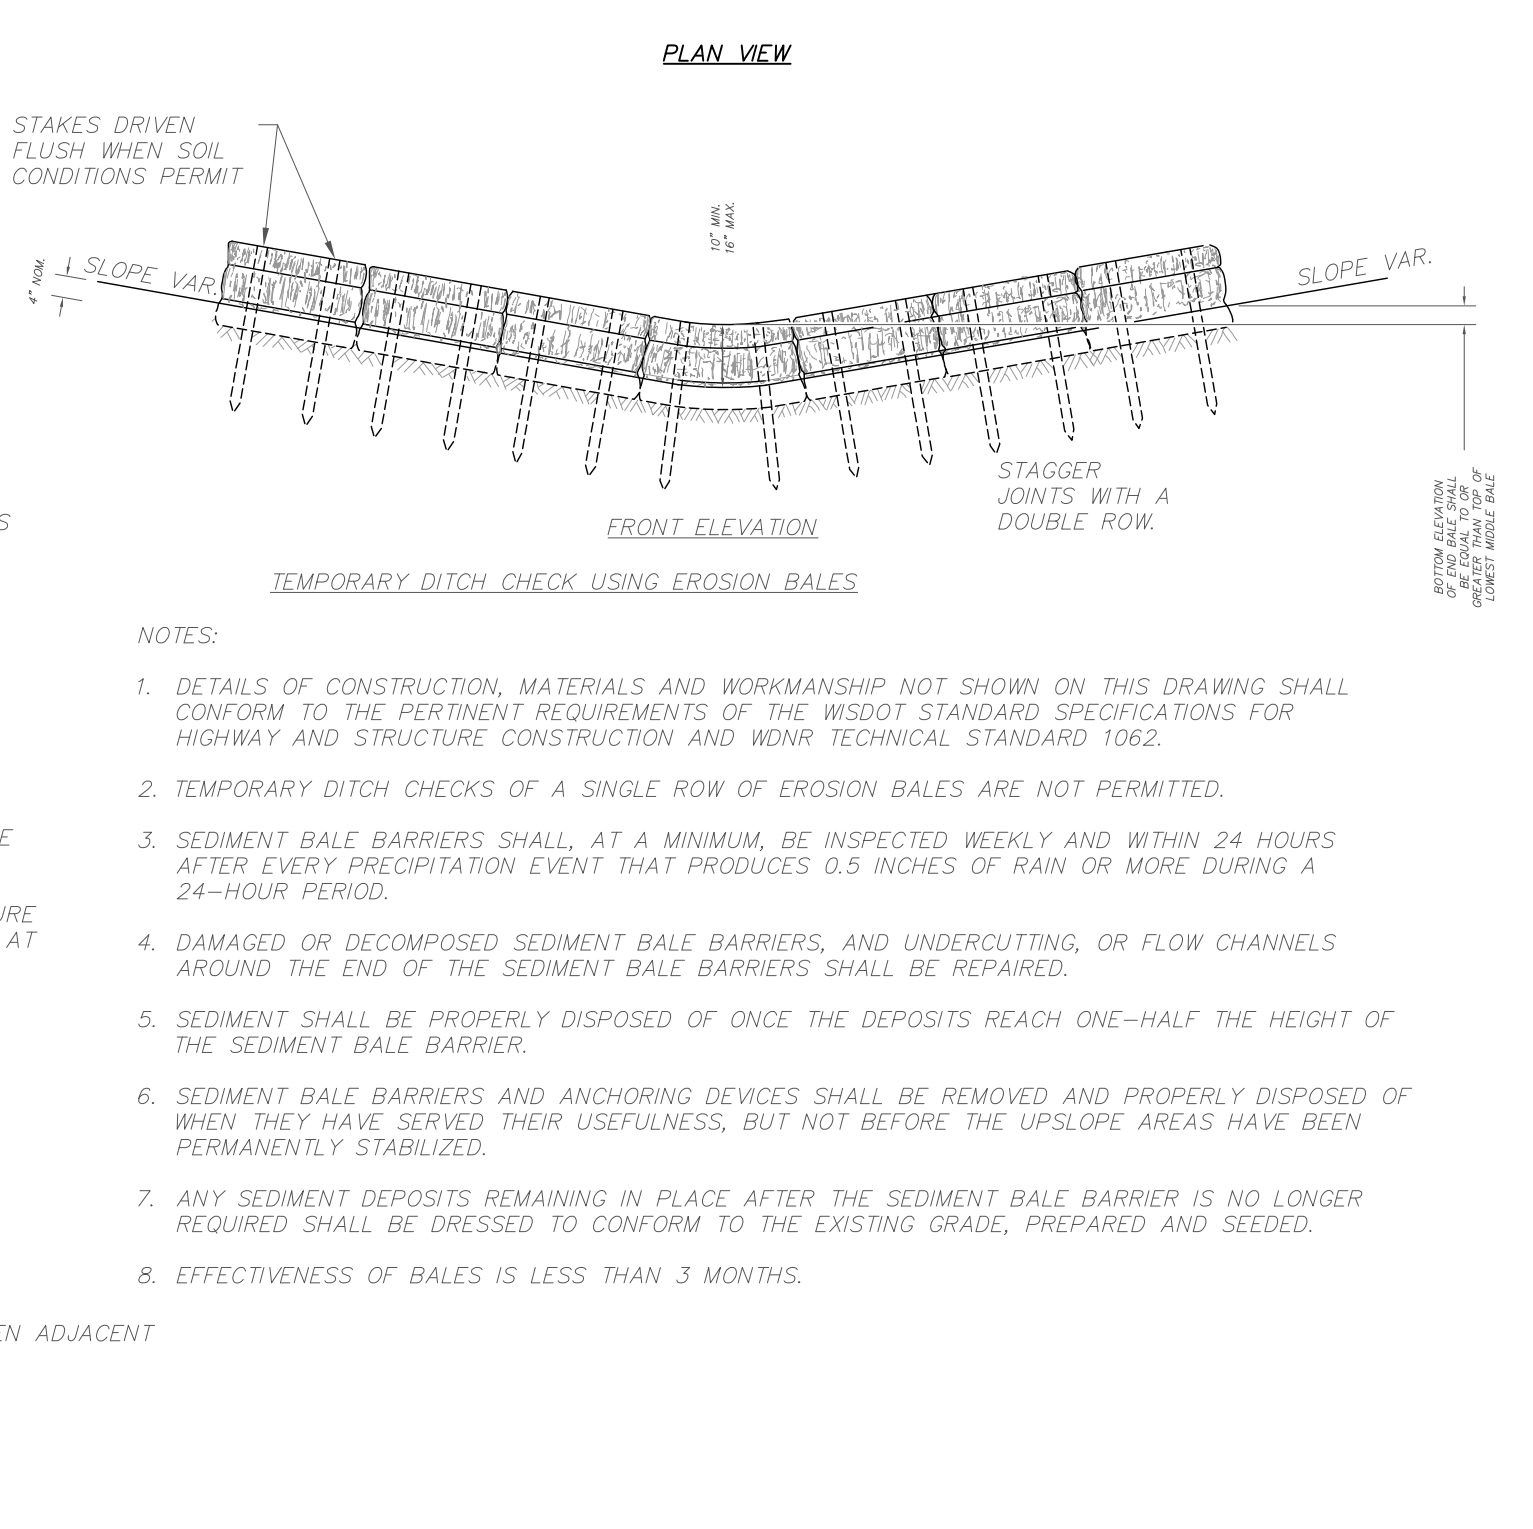 PLAN VIEW
STAKES DRIVEN
FLUSH WHEN SOIL
CONDITIONS PERMIT
10" MIN.
16" MAX.
4" NOM.
SLOPE VAR.
SLOPE VAR.
STAGGER
JOINTS WITH A
DOUBLE ROW.
BOTTOM ELEVATION
OF END BALE SHALL
BE EQUAL TO OR
GREATER THAN TOP OF
LOWEST MIDDLE BALE
S
FRONT ELEVATION
TEMPORARY DITCH CHECK USING EROSION BALES
NOTES:
1. DETAILS OF CONSTRUCTION, MATERIALS AND WORKMANSHIP NOT SHOWN ON THIS DRAWING SHALL
CONFORM TO THE PERTINENT REQUIREMENTS OF THE WISDOT STANDARD SPECIFICATIONS FOR
HIGHWAY AND STRUCTURE CONSTRUCTION AND WDNR TECHNICAL STANDARD 1062.
2. TEMPORARY DITCH CHECKS OF A SINGLE ROW OF EROSION BALES ARE NOT PERMITTED.
E
3. SEDIMENT BALE BARRIERS SHALL, AT A MINIMUM, BE INSPECTED WEEKLY AND WITHIN 24 HOURS
AFTER EVERY PRECIPITATION EVENT THAT PRODUCES 0.5 INCHES OF RAIN OR MORE DURING A
24-HOUR PERIOD.
URE
AT
4. DAMAGED OR DECOMPOSED SEDIMENT BALE BARRIERS, AND UNDERCUTTING, OR FLOW CHANNELS
AROUND THE END OF THE SEDIMENT BALE BARRIERS SHALL BE REPAIRED.
5. SEDIMENT SHALL BE PROPERLY DISPOSED OF ONCE THE DEPOSITS REACH ONE-HALF THE HEIGHT OF
THE SEDIMENT BALE BARRIER.
6. SEDIMENT BALE BARRIERS AND ANCHORING DEVICES SHALL BE REMOVED AND PROPERLY DISPOSED OF
WHEN THEY HAVE SERVED THEIR USEFULNESS, BUT NOT BEFORE THE UPSLOPE AREAS HAVE BEEN
PERMANENTLY STABILIZED.
7. ANY SEDIMENT DEPOSITS REMAINING IN PLACE AFTER THE SEDIMENT BALE BARRIER IS NO LONGER
REQUIRED SHALL BE DRESSED TO CONFORM TO THE EXISTING GRADE, PREPARED AND SEEDED.
8. EFFECTIVENESS OF BALES IS LESS THAN 3 MONTHS.
EN ADJACENT